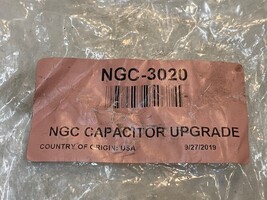 NGC-3020
NGC CAPACITOR UPGRADE
COUNTRY OF ORIGIN: USA 9/27/2019